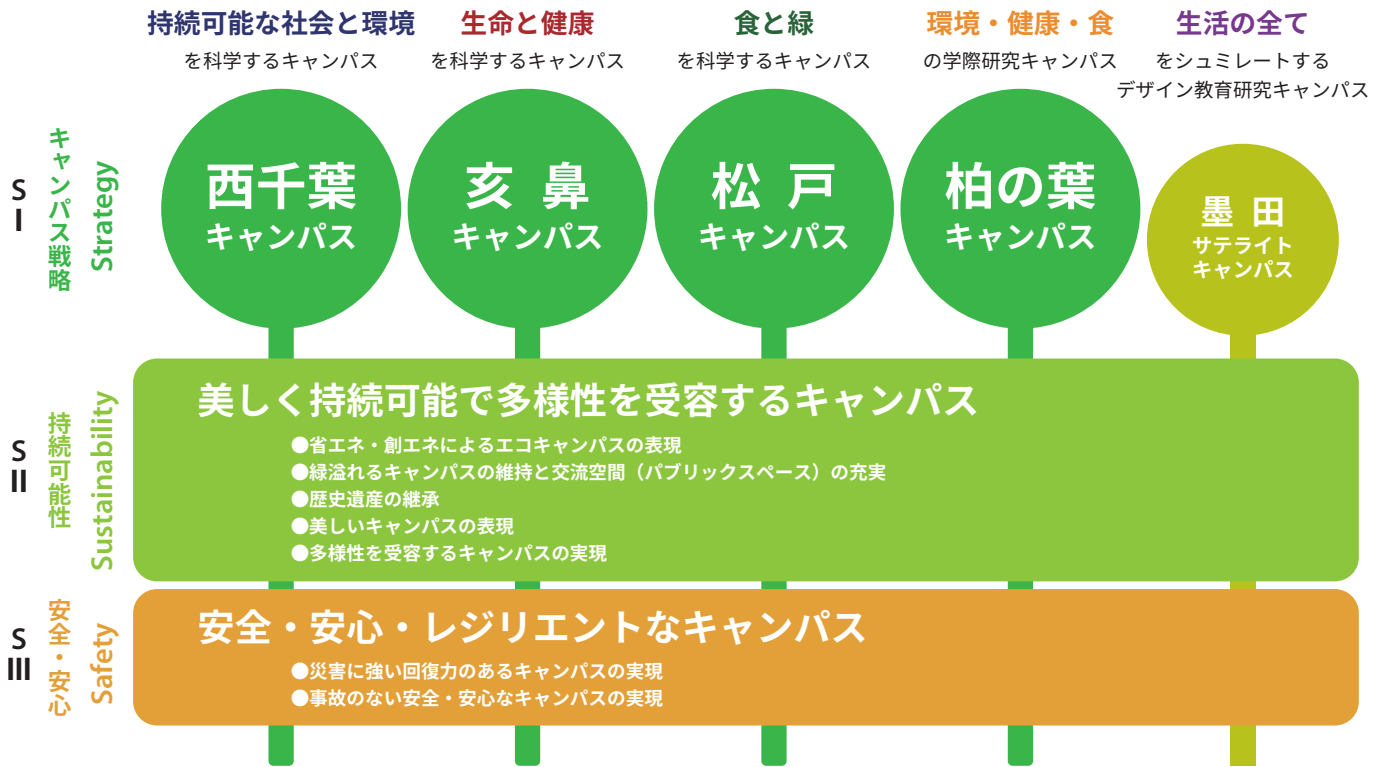 持続可能な社会と環境
を科学するキャンパス
生命と健康
を科学するキャンパス
食と緑
を科学するキャンパス
環境・健康・食
の学際研究キャンパス
生活の全て
をシュミレートする
デザイン教育研究キャンパス
S I
キャンパス戦略
Strategy
西千葉
キャンパス
亥 鼻
キャンパス
松 戸
キャンパス
柏の葉
キャンパス
墨 田
サテライト
キャンパス
S II
持続可能性
Sustainability
美しく持続可能で多様性を受容するキャンパス
●省エネ・創エネによるエコキャンパスの表現
●緑溢れるキャンパスの維持と交流空間（パブリックスペース）の充実
●歴史遺産の継承
●美しいキャンパスの表現
●多様性を受容するキャンパスの実現
S III
安全・安心
Safety
安全・安心・レジリエントなキャンパス
●災害に強い回復力のあるキャンパスの実現
●事故のない安全・安心なキャンパスの実現